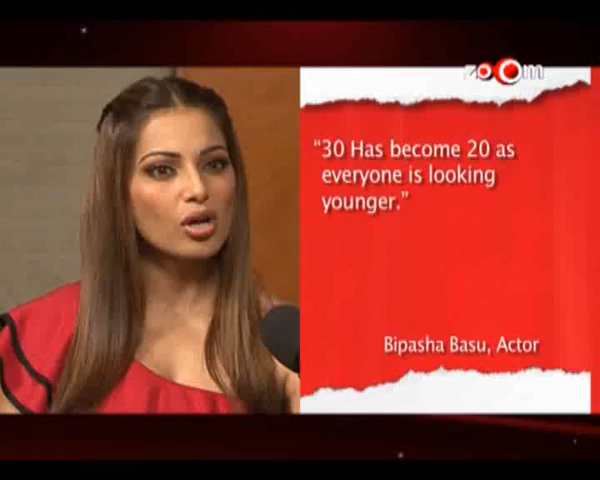 zoom
“30 Has become 20 as
everyone is looking
younger.”
Bipasha Basu, Actor